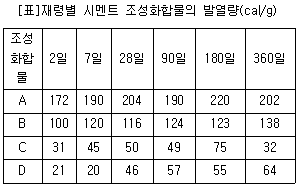 [표]재령별 시멘트 조성화합물의 발열량(cal/g)
조성 화합 물 2일 7일 28일 90일 180일 360일
A 172 190 204 190 220 202
B 100 120 116 124 123 138
C 31 45 50 49 75 32
D 21 20 46 57 55 64